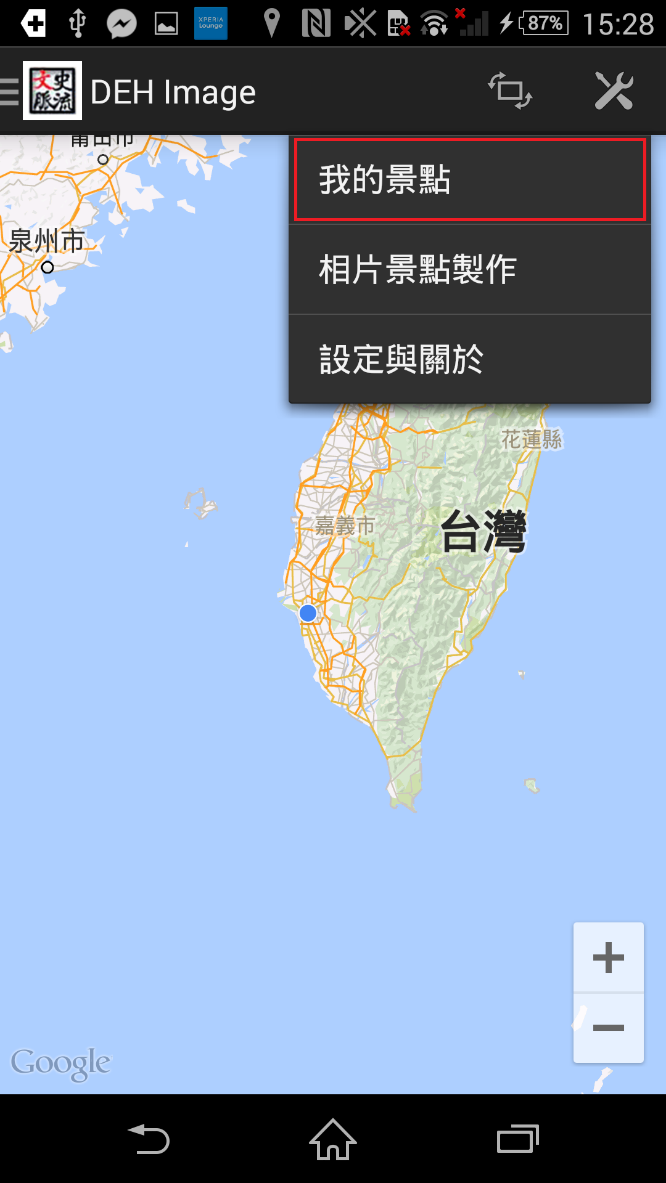 XPERIA
Lounge
87%
15:28
文史
脈流
DEH Image
莆田市
我的景點
泉州市
相片景點製作
設定與關於
花蓮縣
嘉義市
台灣
+
−
Google